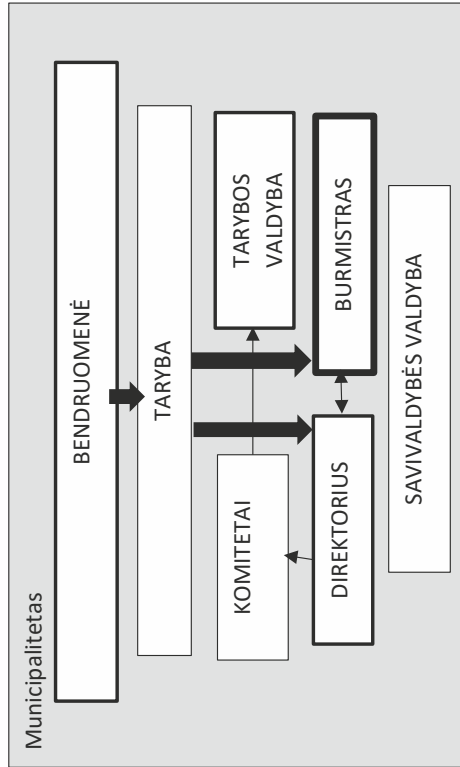 Municipalitetas
BENDRUOMENĖ
TARYBA
KOMITETAI
TARYBOS
VALDYBA
DIREKTORIUS
BURMISTRAS
SAVIVALDYBĖS VALDYBA